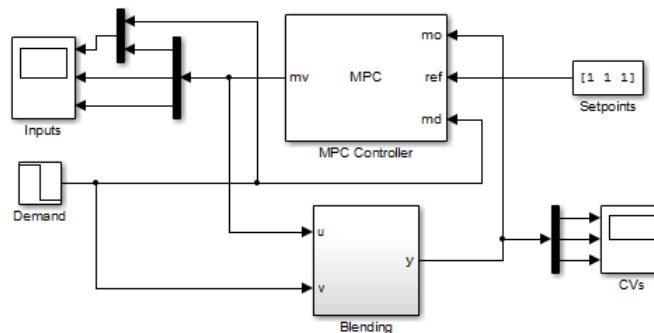 mo
mv
MPC
ref
[1 1 1]
Setpoints
Inputs
md
MPC Controller
Demand
u
y
v
CVs
Blending